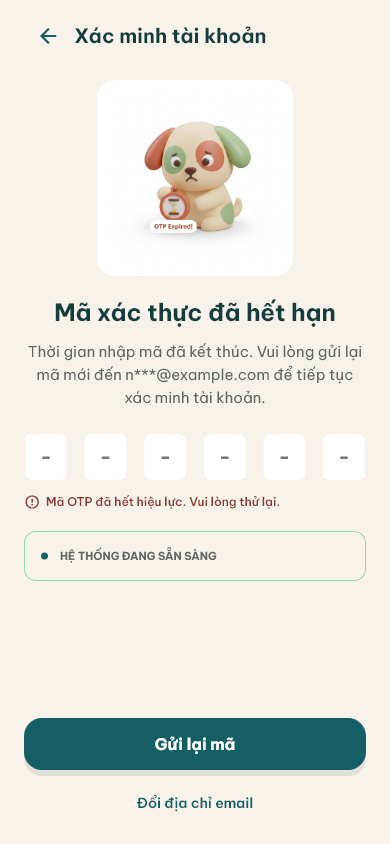 Xác minh tài khoản
OTP Expired!
Mã xác thực đã hết hạn
Thời gian nhập mã đã kết thúc. Vui lòng gửi lại
mã mới đến n***@example.com để tiếp tục
xác minh tài khoản.
– – – – – –
Mã OTP đã hết hiệu lực. Vui lòng thử lại.
HỆ THỐNG ĐANG SẴN SÀNG
Gửi lại mã
Đổi địa chỉ email